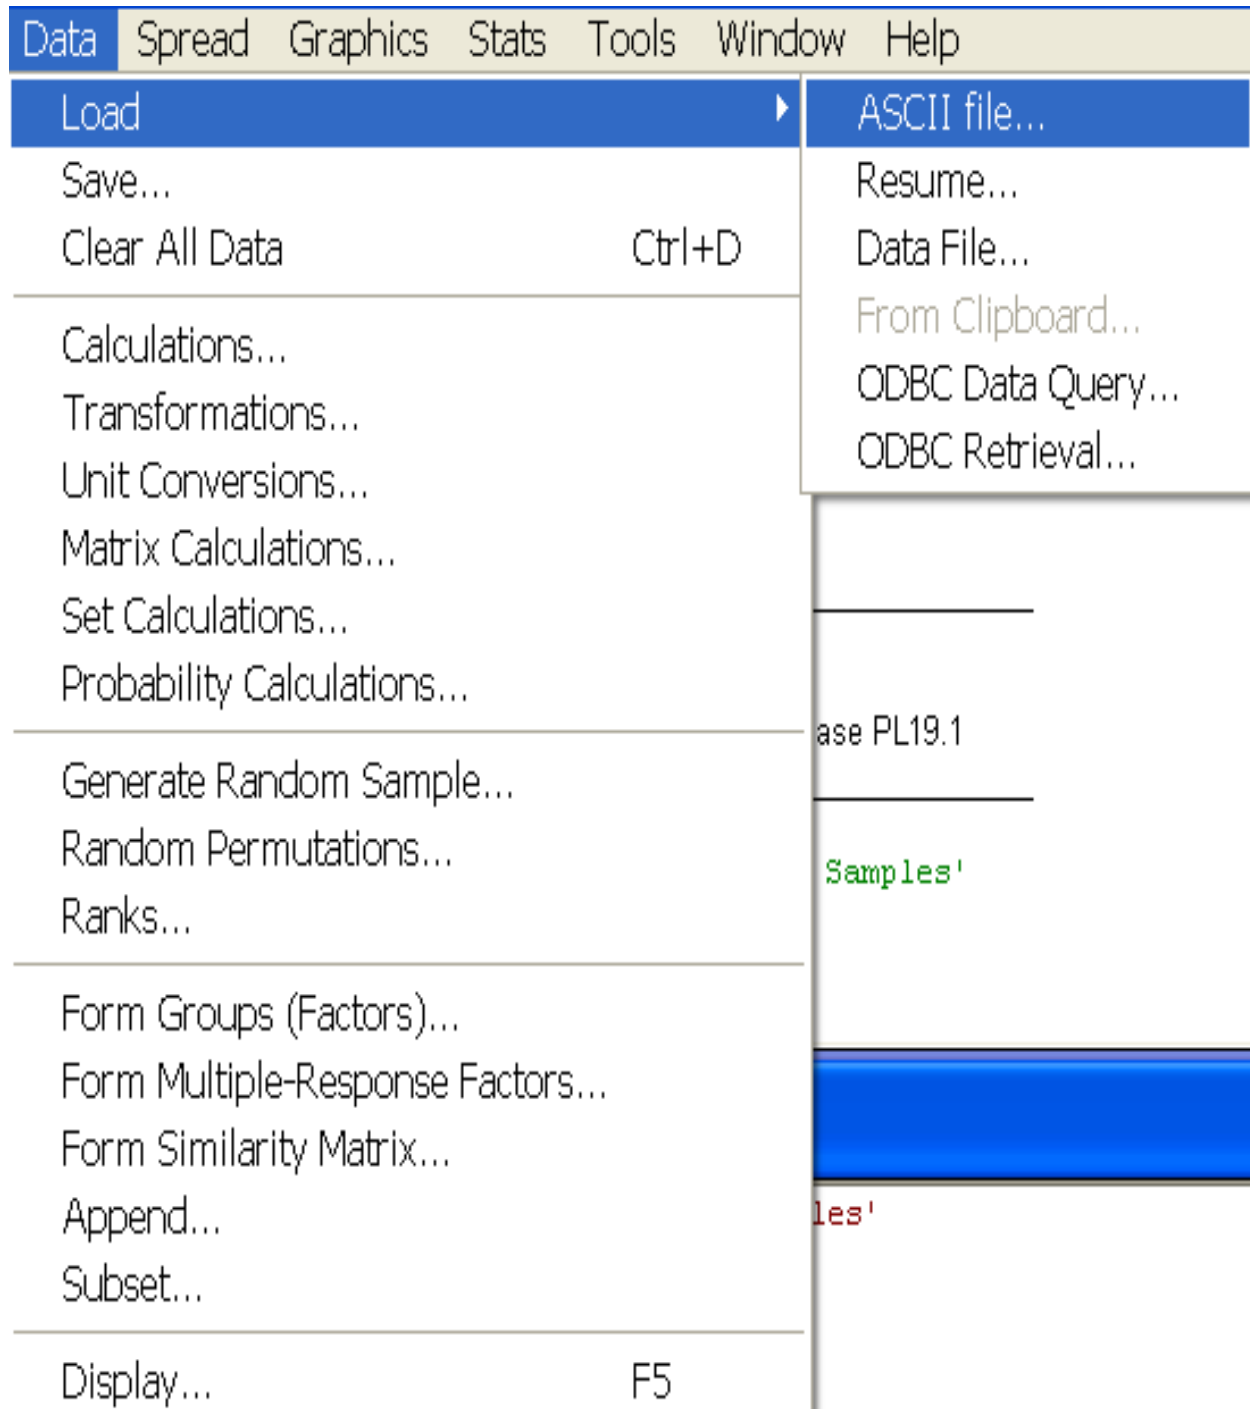 Data Spread Graphics Stats Tools Window Help
Load
Save...
Clear All Data Ctrl+D
Calculations...
Transformations...
Unit Conversions...
Matrix Calculations...
Set Calculations...
Probability Calculations...
Generate Random Sample...
Random Permutations...
Ranks...
Form Groups (Factors)...
Form Multiple-Response Factors...
Form Similarity Matrix...
Append...
Subset...
Display... F5
ASCII file...
Resume...
Data File...
From Clipboard...
ODBC Data Query...
ODBC Retrieval...
ase PL19.1
Samples'
les'